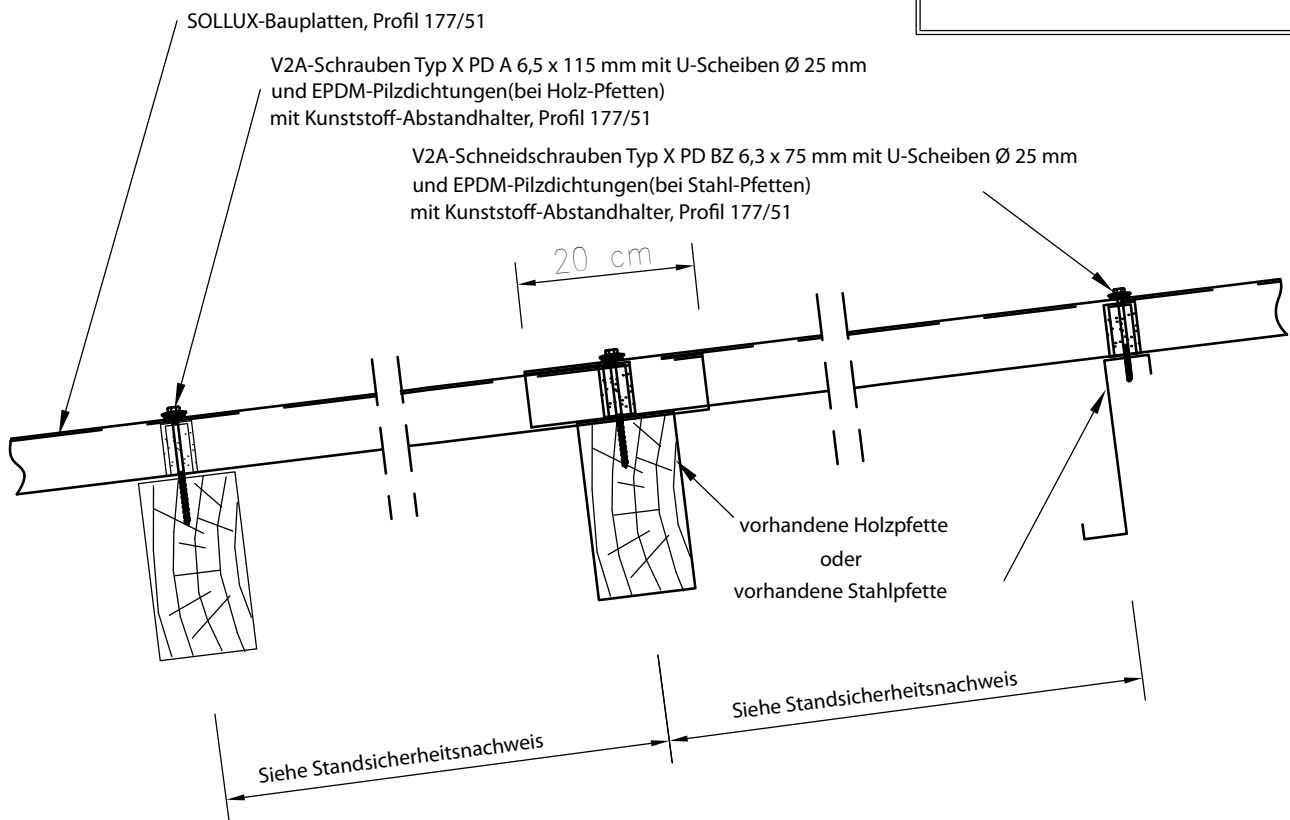 SOLLUX-Bauplatten, Profil 177/51
V2A-Schrauben Typ X PD A 6,5 x 115 mm mit U-Scheiben Ø 25 mm
und EPDM-Pilzdichtungen(bei Holz-Pfetten)
mit Kunststoff-Abstandhalter, Profil 177/51
V2A-Schneidschrauben Typ X PD BZ 6,3 x 75 mm mit U-Scheiben Ø 25 mm
und EPDM-Pilzdichtungen(bei Stahl-Pfetten)
mit Kunststoff-Abstandhalter, Profil 177/51
20 cm
vorhandene Holzpfette
oder
vorhandene Stahlpfette
Siehe Standsicherheitsnachweis
Siehe Standsicherheitsnachweis